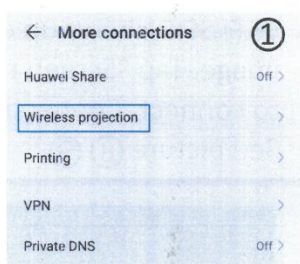 ← More connections ①
Huawei Share Off >
Wireless projection >
Printing >
VPN >
Private DNS Off >